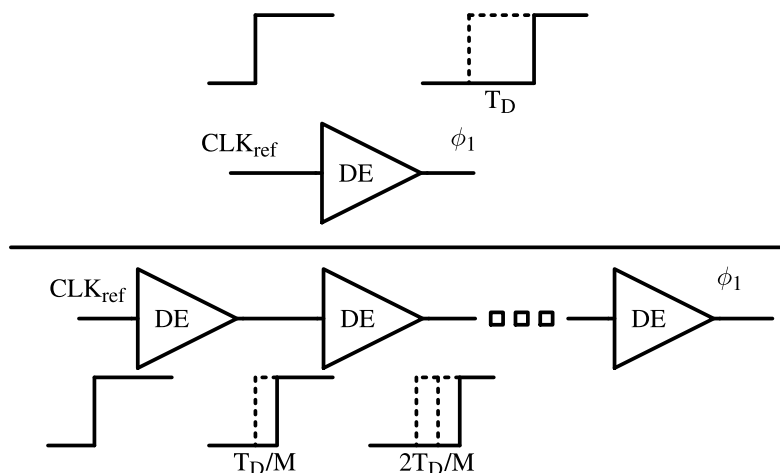 T_D
CLK_ref
ϕ_1
DE
CLK_ref
ϕ_1
DE
DE
DE
T_D/M
2T_D/M